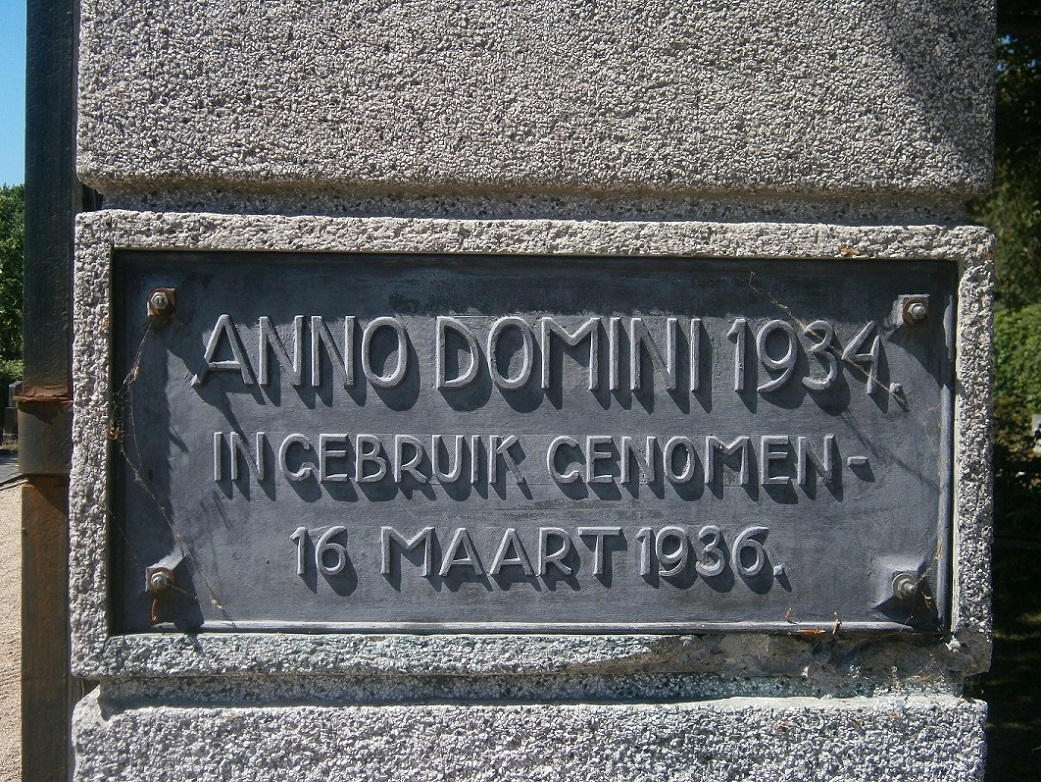 ANNO DOMINI 1934.
IN GEBRUIK GENOMEN -
16 MAART 1936.